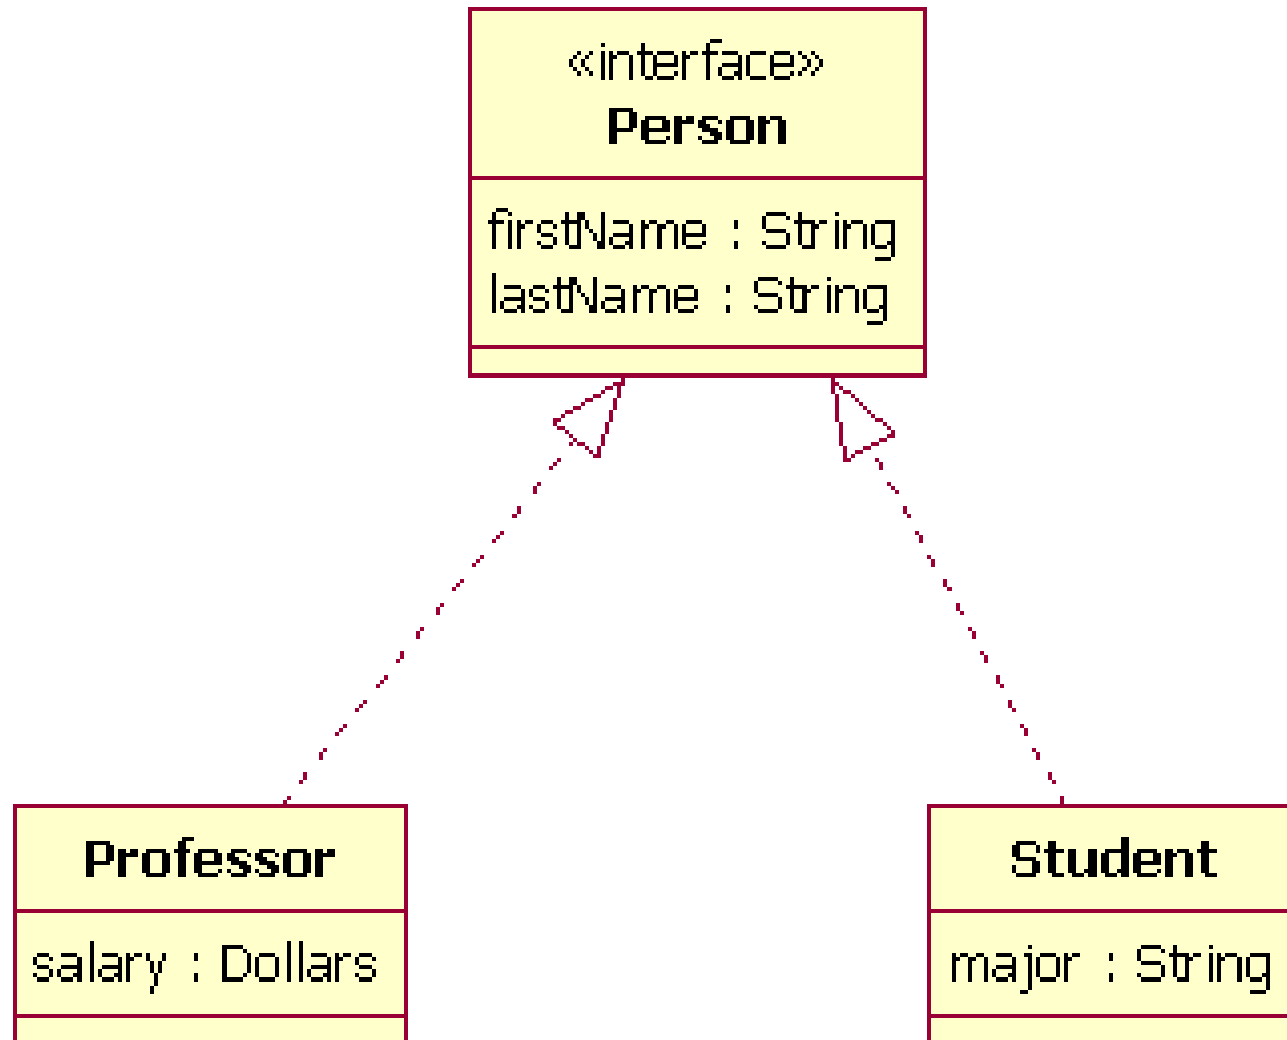 «interface»
Person
firstName : String
lastName : String
Professor
salary : Dollars
Student
major : String